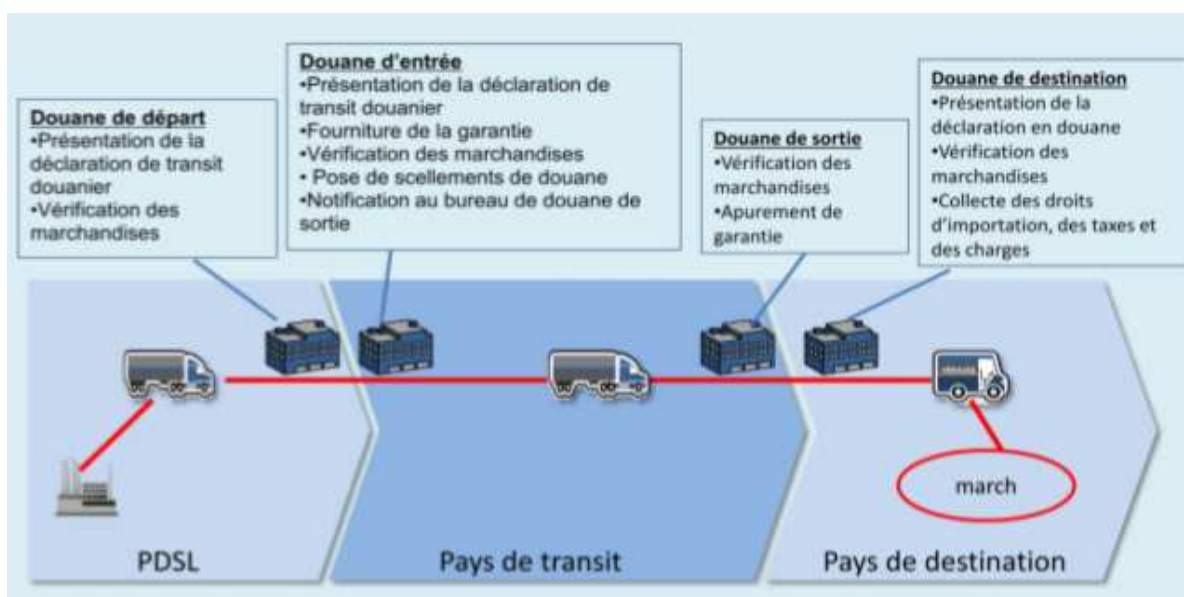 Douane de départ
•Présentation de la
déclaration de transit
douanier
•Vérification des
marchandises
Douane d'entrée
•Présentation de la déclaration de
transit douanier
•Fourniture de la garantie
•Vérification des marchandises
• Pose de scellements de douane
•Notification au bureau de douane de
sortie
Douane de sortie
•Vérification des
marchandises
•Apurement de
garantie
Douane de destination
•Présentation de la
déclaration en douane
•Vérification des
marchandises
•Collecte des droits
d'importation, des taxes et
des charges
march
PDSL
Pays de transit
Pays de destination